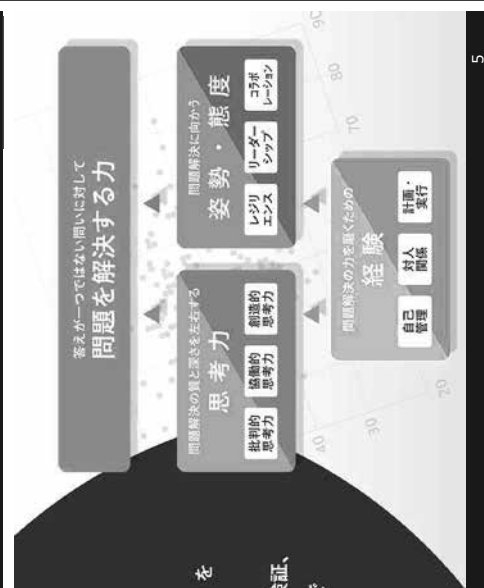 答えが一つではない問いに対して
問題を解決する力
問題解決の質と深さを左右する
思考力
批判的
思考力
協働的
思考力
創造的
思考力
問題解決に向かう
姿勢・態度
レジリ
エンス
リーダー
シップ
コラボ
レーション
問題解決の力を磨くための
経験
自己
管理
対人
関係
計画・
実行
20
30
40
70
80
90
を
証、
5